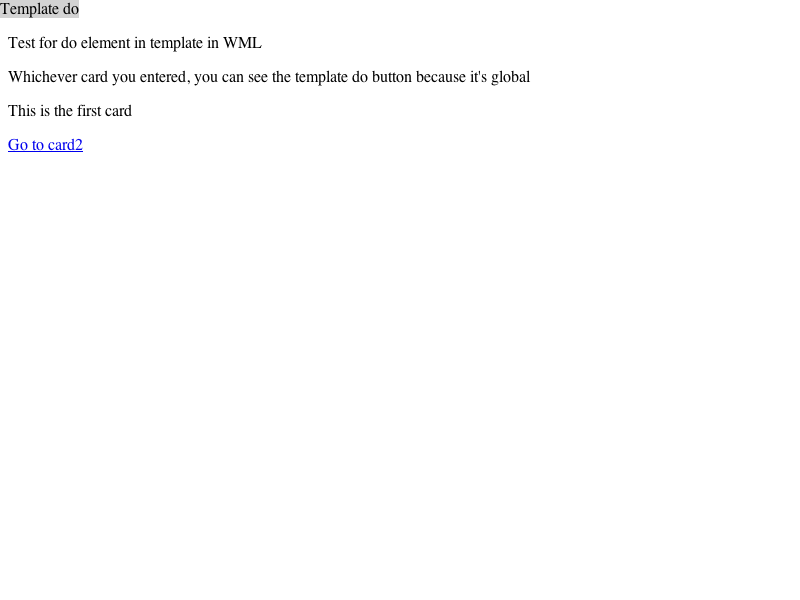 Template do
Test for do element in template in WML
Whichever card you entered, you can see the template do button because it's global
This is the first card
Go to card2